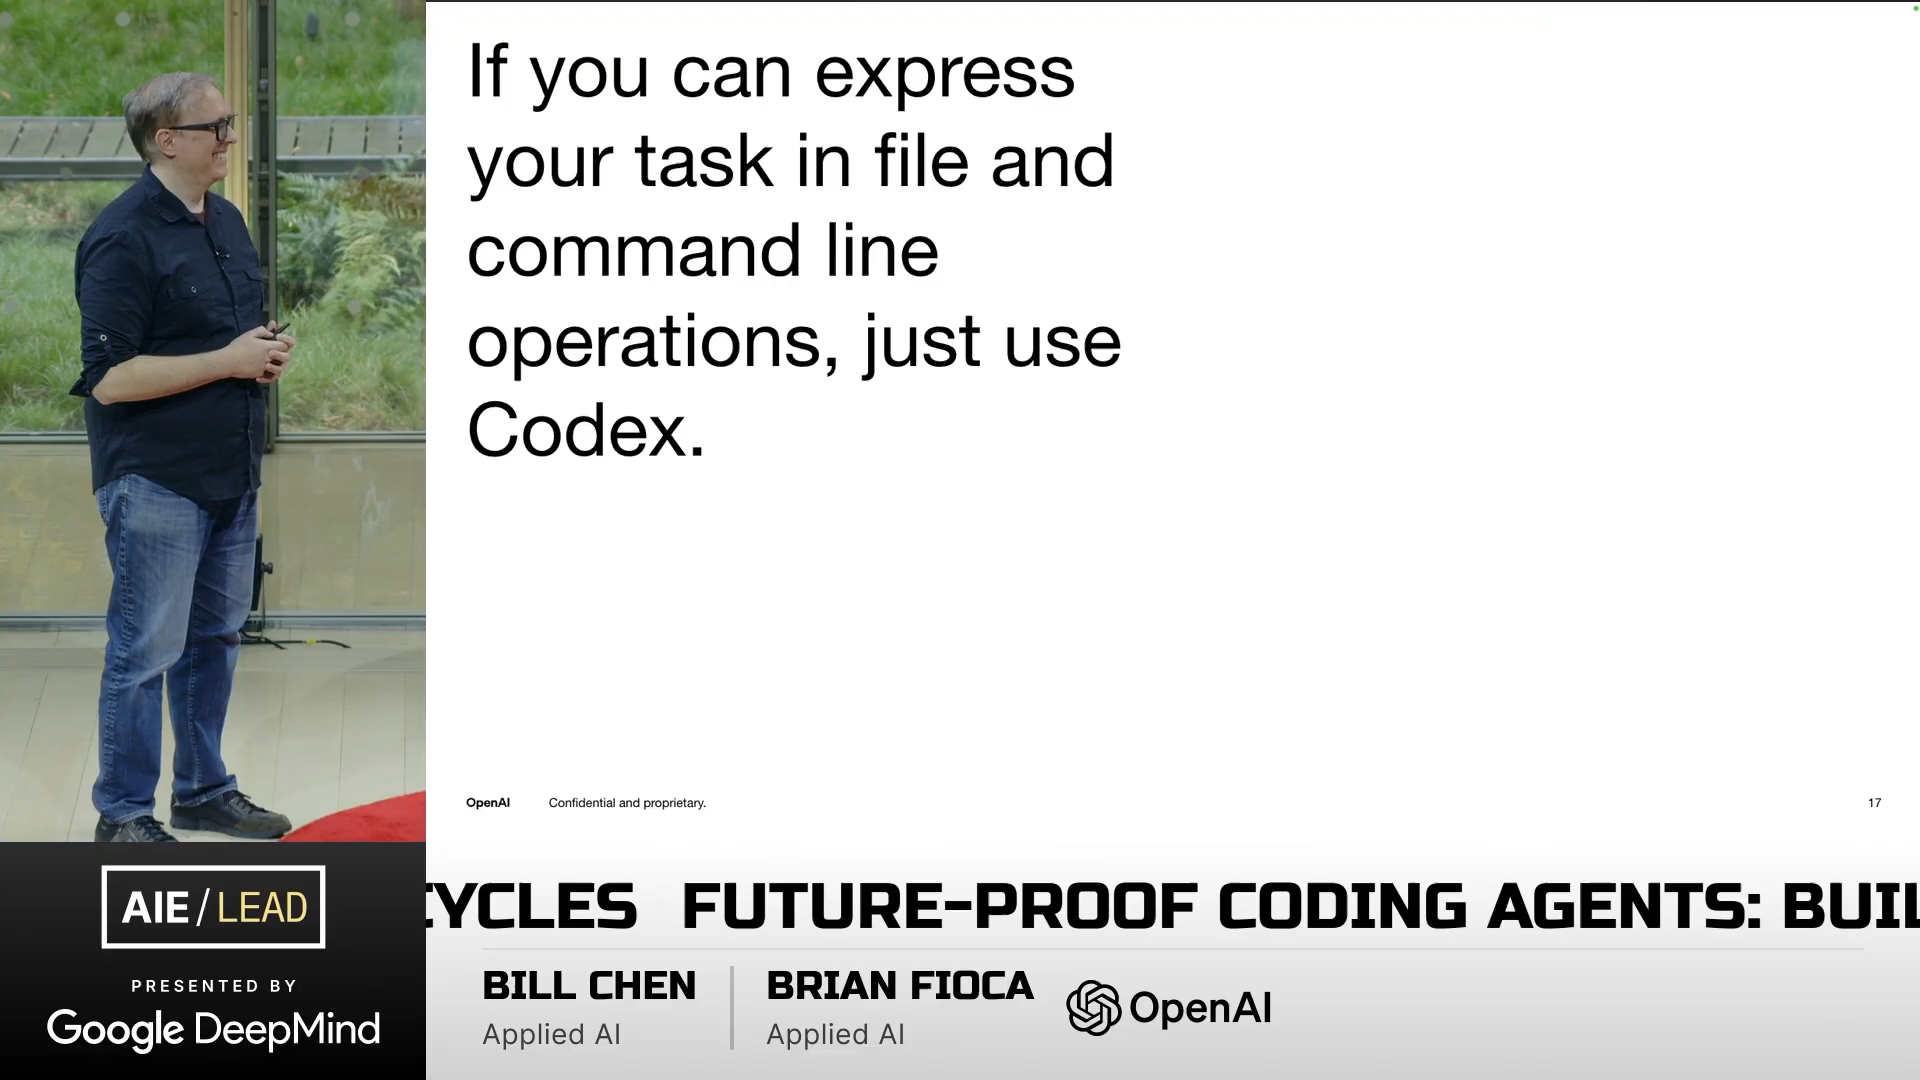 If you can express
your task in file and
command line
operations, just use
Codex.
OpenAI Confidential and proprietary. 17
AIE/LEAD
PRESENTED BY
Google DeepMind
CYCLES FUTURE-PROOF CODING AGENTS: BUIL
BILL CHEN
Applied AI
BRIAN FIOCA
Applied AI
OpenAI